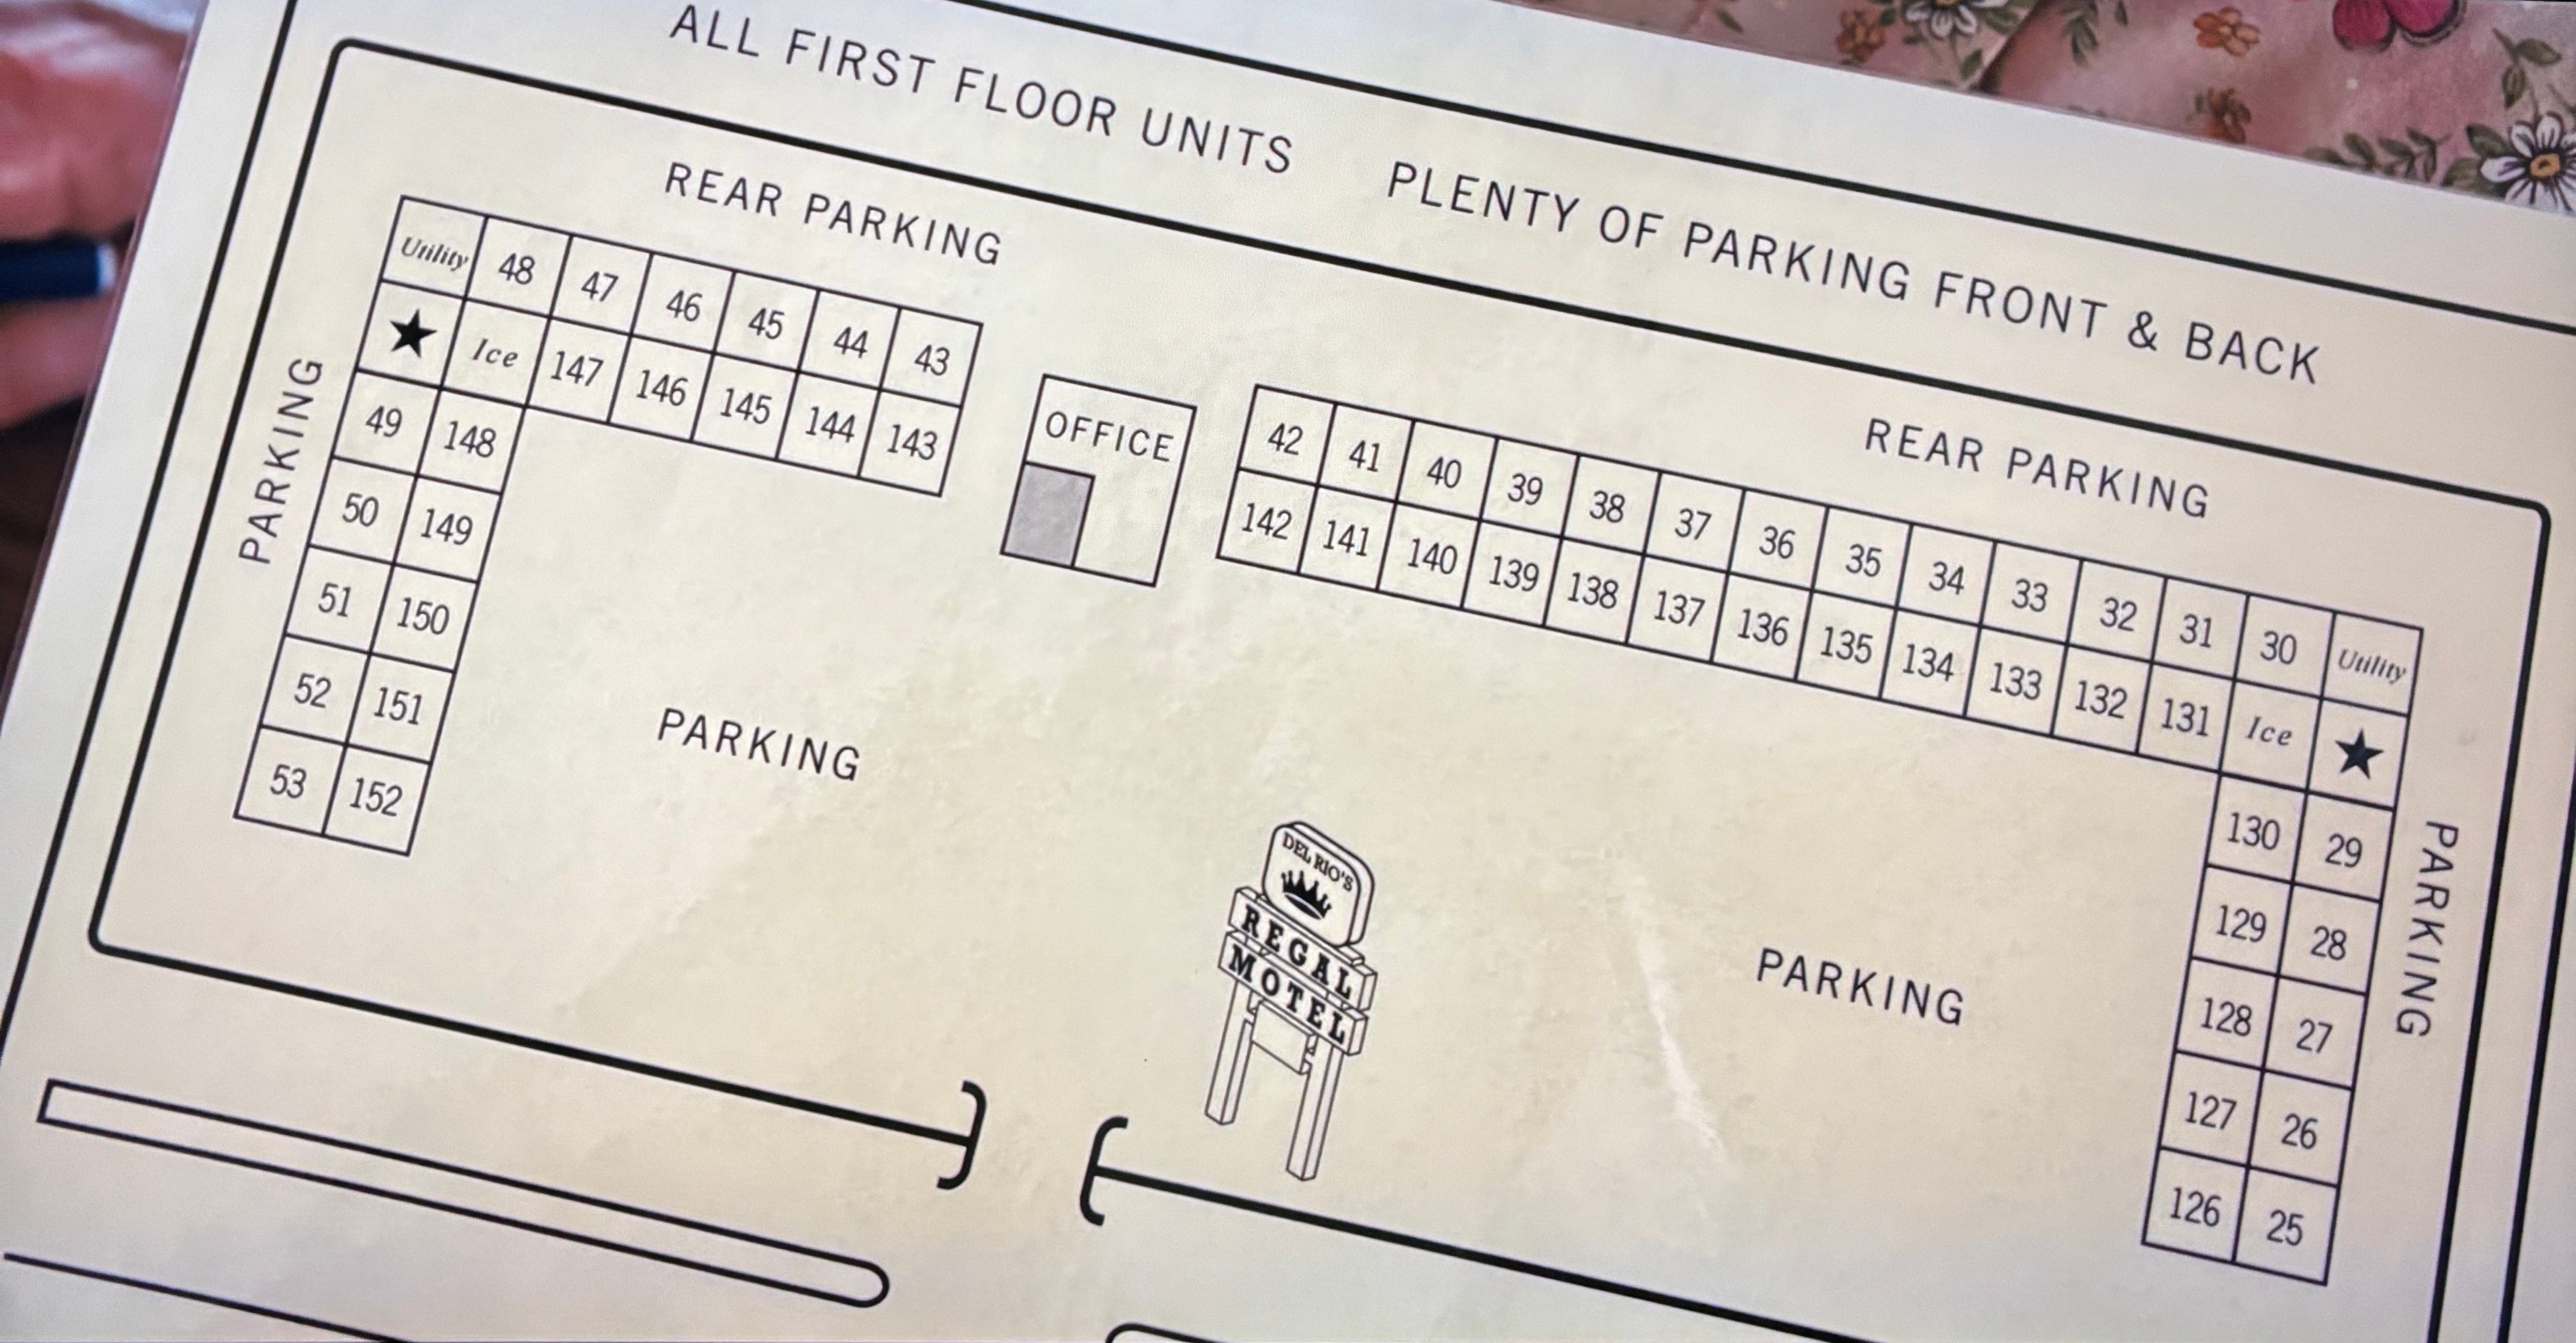 ALL FIRST FLOOR UNITS PLENTY OF PARKING FRONT & BACK
REAR PARKING
Utility 48 47 46 45 44 43
★ Ice 147 146 145 144 143
49 148
50 149
51 150
52 151
53 152
PARKING
OFFICE
REAR PARKING
42 41 40 39 38 37 36 35 34 33 32 31 30 Utility
142 141 140 139 138 137 136 135 134 133 132 131 Ice ★
130 29
129 28
128 27
127 26
126 25
PARKING
PARKING
DEL RIO'S
REGAL
MOTEL
PARKING